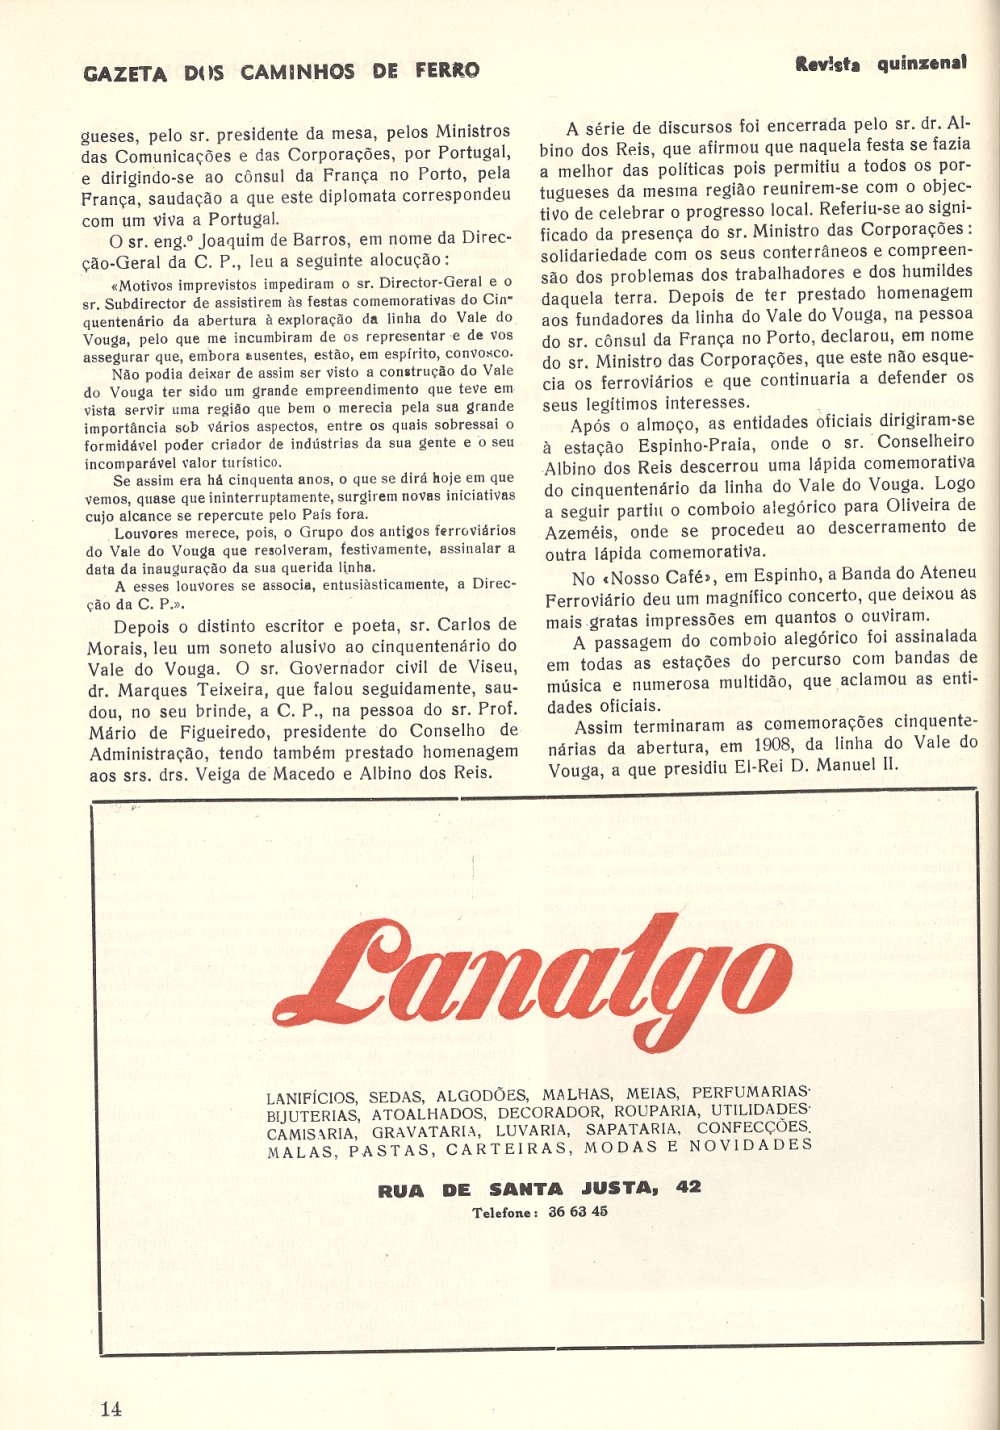 GAZETA DOS CAMINHOS DE FERRO
Revista quinzenal
gueses, pelo sr. presidente da mesa, pelos Ministros
das Comunicações e das Corporações, por Portugal,
e dirigindo-se ao cônsul da França no Porto, pela
França, saudação a que este diplomata correspondeu
com um viva a Portugal.
O sr. eng.º Joaquim de Barros, em nome da Direc-
ção-Geral da C. P., leu a seguinte alocução:
«Motivos imprevistos impediram o sr. Director-Geral e o
sr. Subdirector de assistirem às festas comemorativas do Cin-
quentenário da abertura à exploração da linha do Vale do
Vouga, pelo que me incumbiram de os representar e de vos
assegurar que, embora ausentes, estão, em espírito, convosco.
Não podia deixar de assim ser visto a construção do Vale
do Vouga ter sido um grande empreendimento que teve em
vista servir uma região que bem o merecia pela sua grande
importância sob vários aspectos, entre os quais sobressai o
formidável poder criador de indústrias da sua gente e o seu
incomparável valor turístico.
Se assim era há cinquenta anos, o que se dirá hoje em que
vemos, quase que ininterruptamente, surgirem novas iniciativas
cujo alcance se repercute pelo País fora.
Louvores merece, pois, o Grupo dos antigos ferroviários
do Vale do Vouga que resolveram, festivamente, assinalar a
data da inauguração da sua querida linha.
A esses louvores se associa, entusiàsticamente, a Direc-
ção da C. P.».
Depois o distinto escritor e poeta, sr. Carlos de
Morais, leu um soneto alusivo ao cinquentenário do
Vale do Vouga. O sr. Governador civil de Viseu,
dr. Marques Teixeira, que falou seguidamente, sau-
dou, no seu brinde, a C. P., na pessoa do sr. Prof.
Mário de Figueiredo, presidente do Conselho de
Administração, tendo também prestado homenagem
aos srs. drs. Veiga de Macedo e Albino dos Reis.
A série de discursos foi encerrada pelo sr. dr. Al-
bino dos Reis, que afirmou que naquela festa se fazia
a melhor das políticas pois permitiu a todos os por-
tugueses da mesma região reunirem-se com o objec-
tivo de celebrar o progresso local. Referiu-se ao signi-
ficado da presença do sr. Ministro das Corporações:
solidariedade com os seus conterrâneos e compreen-
são dos problemas dos trabalhadores e dos humildes
daquela terra. Depois de ter prestado homenagem
aos fundadores da linha do Vale do Vouga, na pessoa
do sr. cônsul da França no Porto, declarou, em nome
do sr. Ministro das Corporações, que este não esque-
cia os ferroviários e que continuaria a defender os
seus legítimos interesses.
Após o almoço, as entidades oficiais dirigiram-se
à estação Espinho-Praia, onde o sr. Conselheiro
Albino dos Reis descerrou uma lápida comemorativa
do cinquentenário da linha do Vale do Vouga. Logo
a seguir partiu o comboio alegórico para Oliveira de
Azeméis, onde se procedeu ao descerramento de
outra lápida comemorativa.
No «Nosso Café», em Espinho, a Banda do Ateneu
Ferroviário deu um magnífico concerto, que deixou as
mais gratas impressões em quantos o ouviram.
A passagem do comboio alegórico foi assinalada
em todas as estações do percurso com bandas de
música e numerosa multidão, que aclamou as enti-
dades oficiais.
Assim terminaram as comemorações cinquente-
nárias da abertura, em 1908, da linha do Vale do
Vouga, a que presidiu El-Rei D. Manuel II.
Lanalgo
LANIFÍCIOS, SEDAS, ALGODÕES, MALHAS, MEIAS, PERFUMARIAS·
BIJUTERIAS, ATOALHADOS, DECORADOR, ROUPARIA, UTILIDADES·
CAMISARIA, GRAVATARIA, LUVARIA, SAPATARIA, CONFECÇÕES.
MALAS, PASTAS, CARTEIRAS, MODAS E NOVIDADES
RUA DE SANTA JUSTA, 42
Telefone: 36 63 45
14